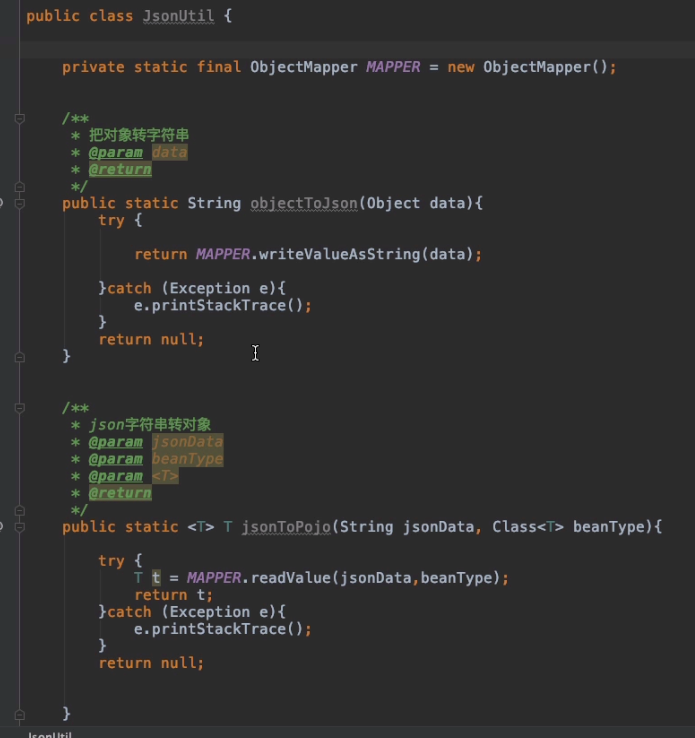 public class JsonUtil {
private static final ObjectMapper MAPPER = new ObjectMapper();
/**
* 把对象转字符串
* @param data
* @return
*/
public static String objectToJson(Object data){
try {
return MAPPER.writeValueAsString(data);
}catch (Exception e){
e.printStackTrace();
}
return null;
}
/**
* json字符串转对象
* @param jsonData
* @param beanType
* @param <T>
* @return
*/
public static <T> T jsonToPojo(String jsonData, Class<T> beanType){
try {
T t = MAPPER.readValue(jsonData,beanType);
return t;
}catch (Exception e){
e.printStackTrace();
}
return null;
}
JsonUtil